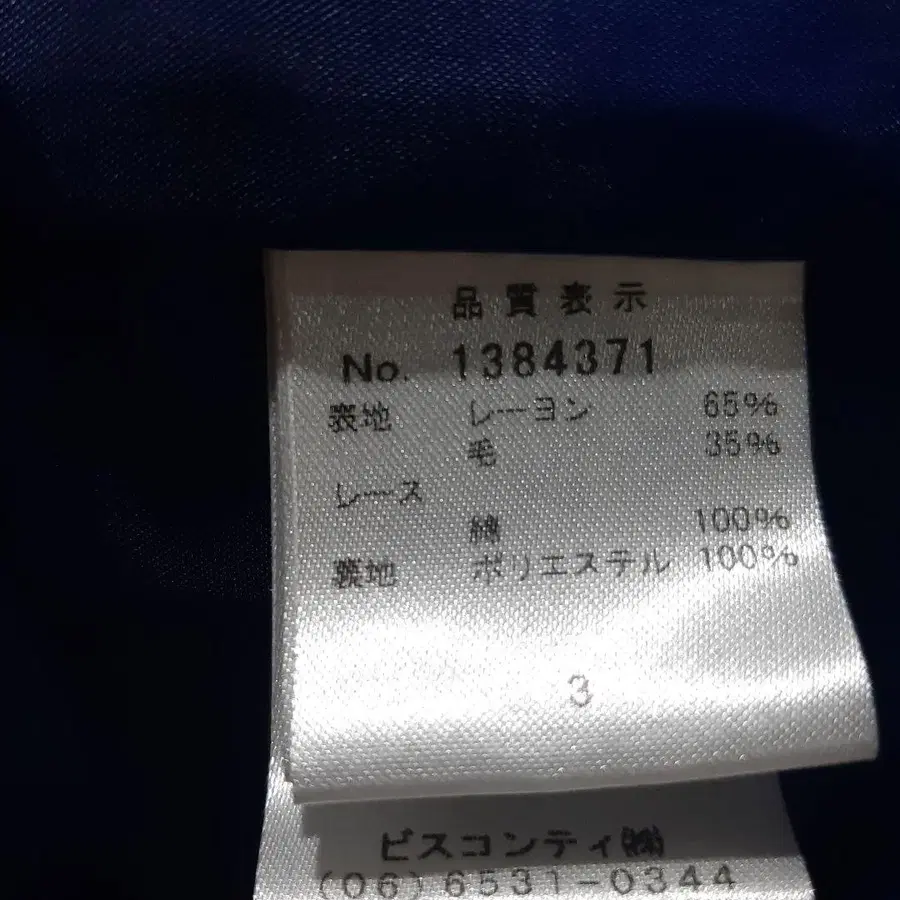 品質表示
No. 1384371
表地 レーヨン 65%
毛 35%
レース
綿 100%
裏地 ポリエステル 100%
3
ビスコンティ㈱
(06)6531-0344